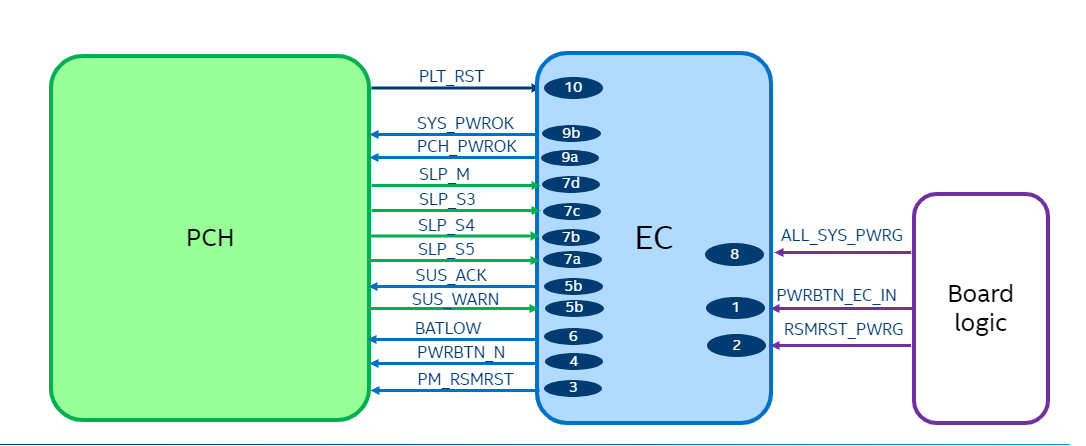 PLT_RST
10
SYS_PWROK
9b
PCH_PWROK
9a
SLP_M
7d
SLP_S3
7c
SLP_S4
7b
SLP_S5
7a
SUS_ACK
5b
SUS_WARN
5b
BATLOW
6
PWRBTN_N
4
PM_RSMRST
3
PCH
EC
ALL_SYS_PWRG
8
PWRBTN_EC_IN
1
RSMRST_PWRG
2
Board
logic